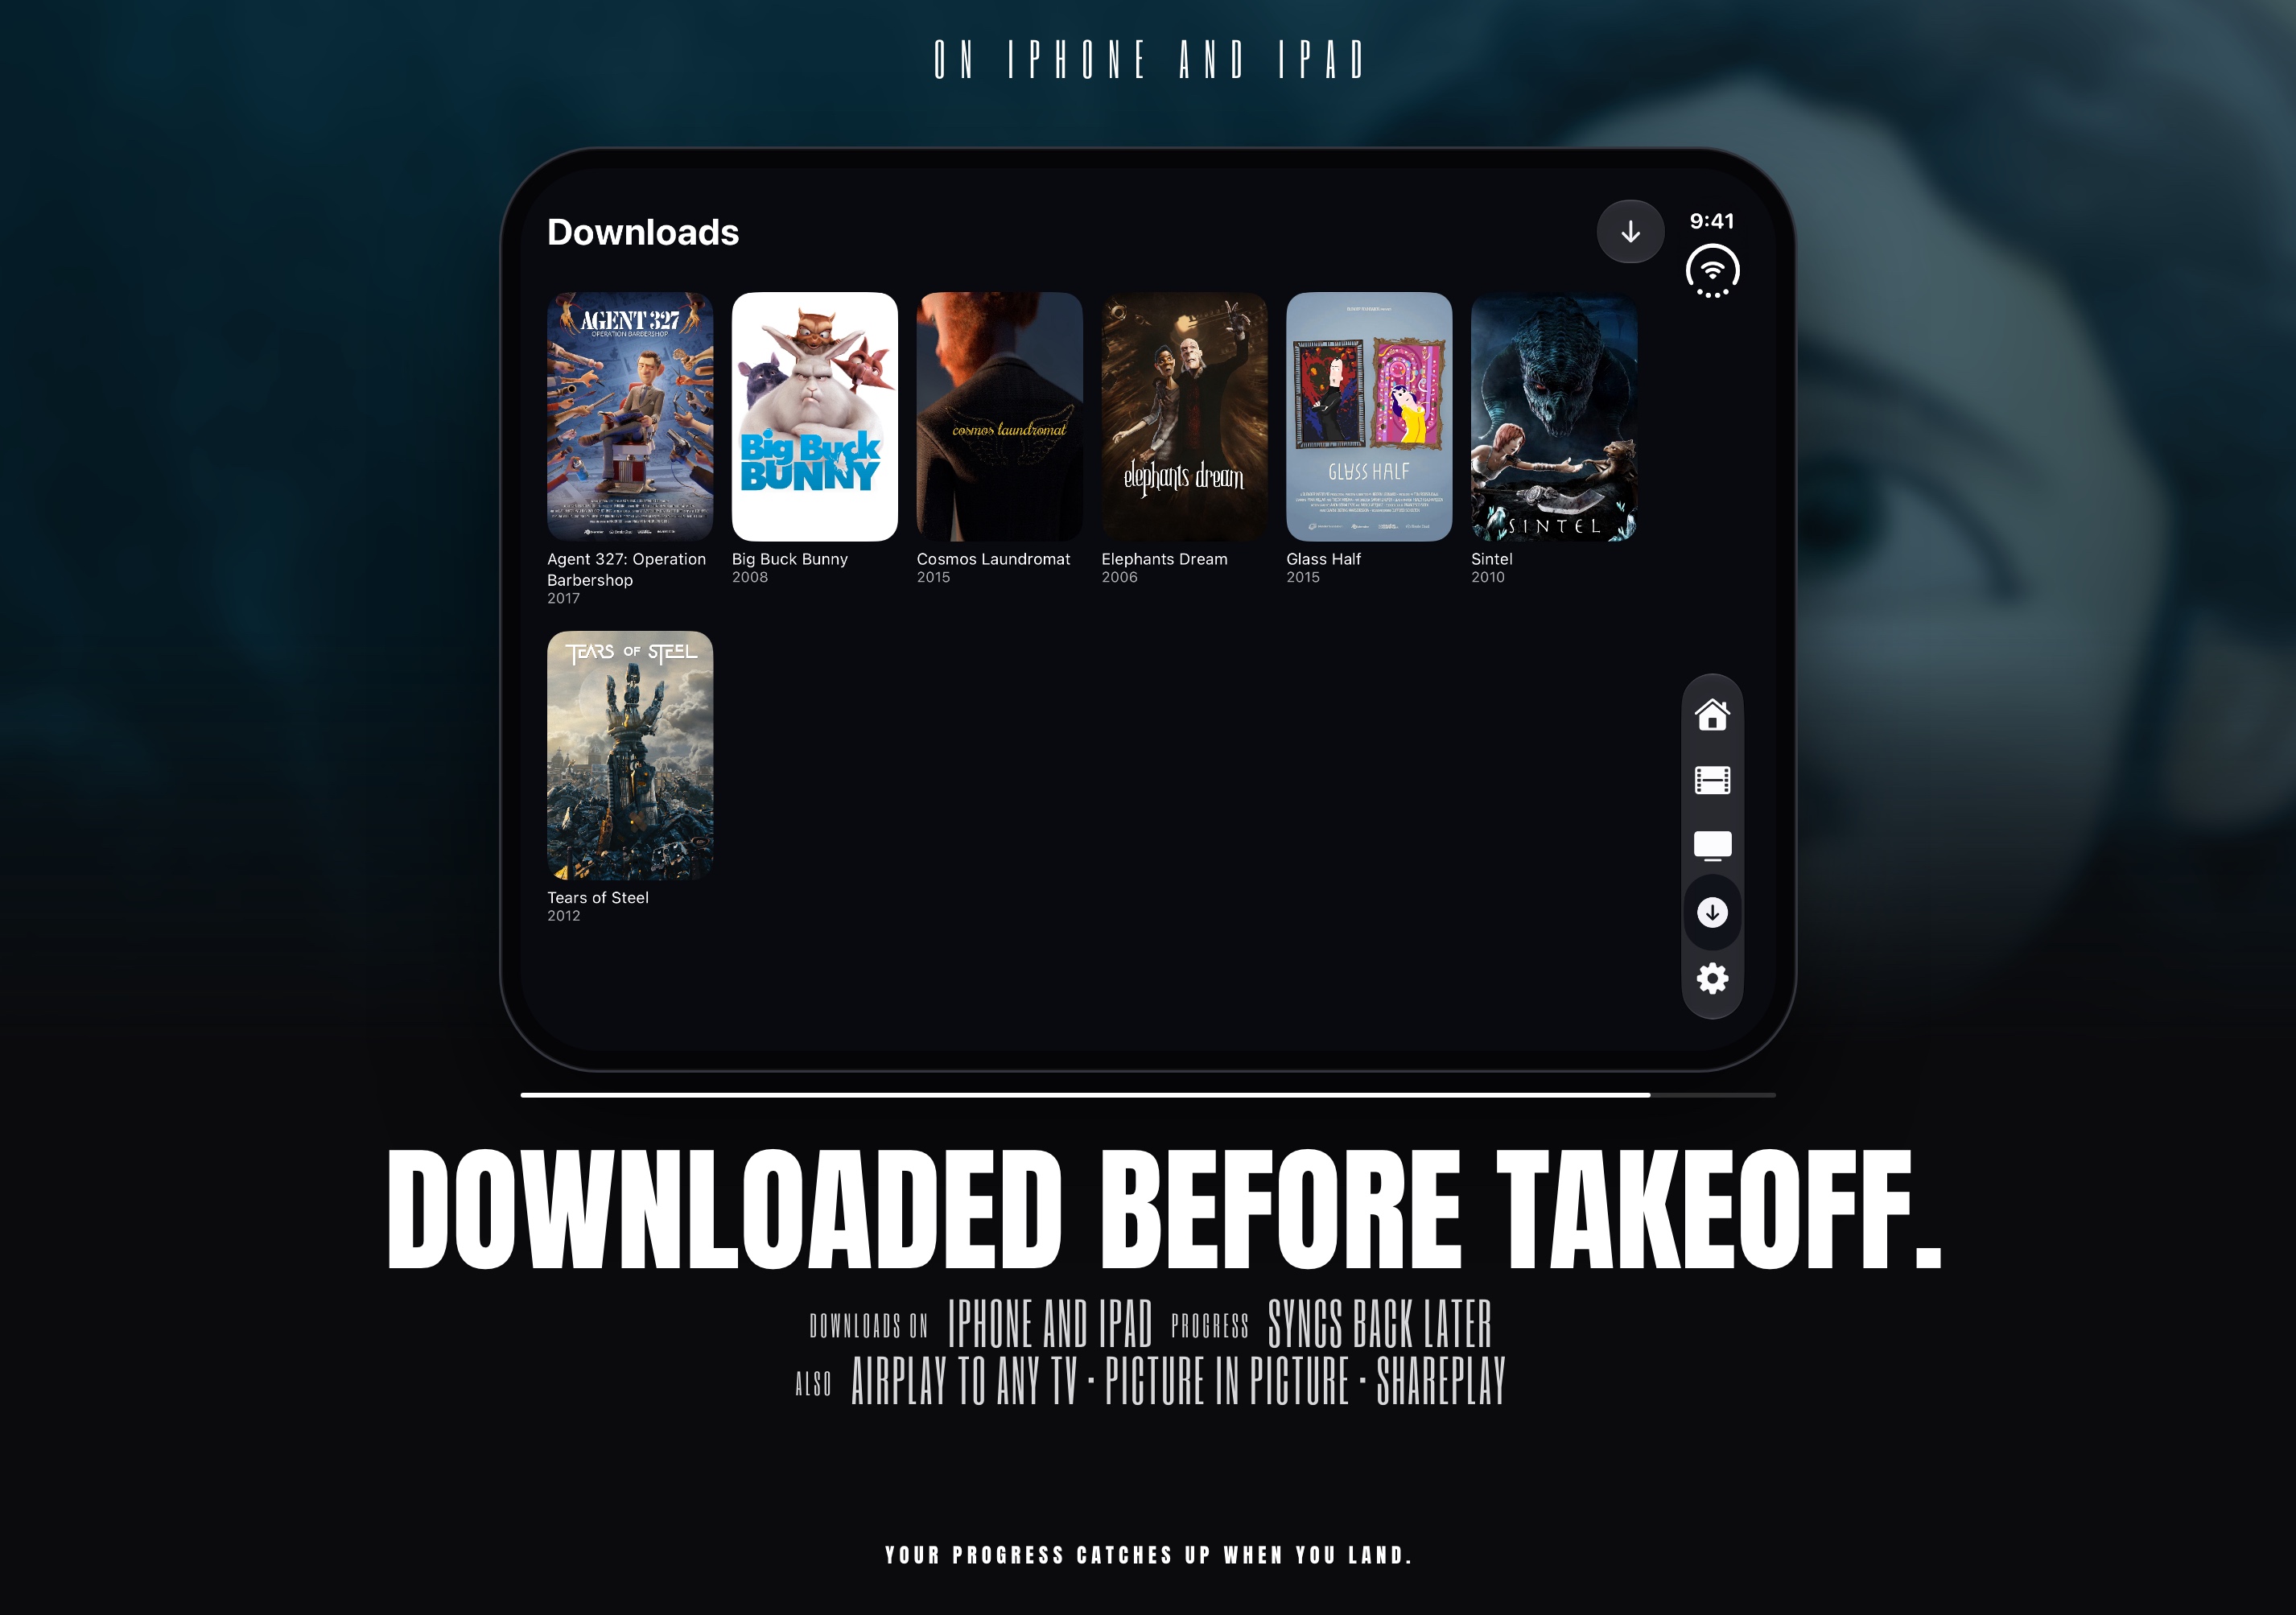 ON IPHONE AND IPAD
Downloads
9:41
AGENT 327
OPERATION BARBERSHOP
Big Buck
BUNNY
cosmos laundromat
elephants dream
GLASS HALF
SINTEL
Agent 327: Operation
Barbershop
2017
Big Buck Bunny
2008
Cosmos Laundromat
2015
Elephants Dream
2006
Glass Half
2015
Sintel
2010
TEARS OF STEEL
Tears of Steel
2012
DOWNLOADED BEFORE TAKEOFF.
DOWNLOADS ON IPHONE AND IPAD PROGRESS SYNCS BACK LATER
ALSO AIRPLAY TO ANY TV · PICTURE IN PICTURE · SHAREPLAY
YOUR PROGRESS CATCHES UP WHEN YOU LAND.